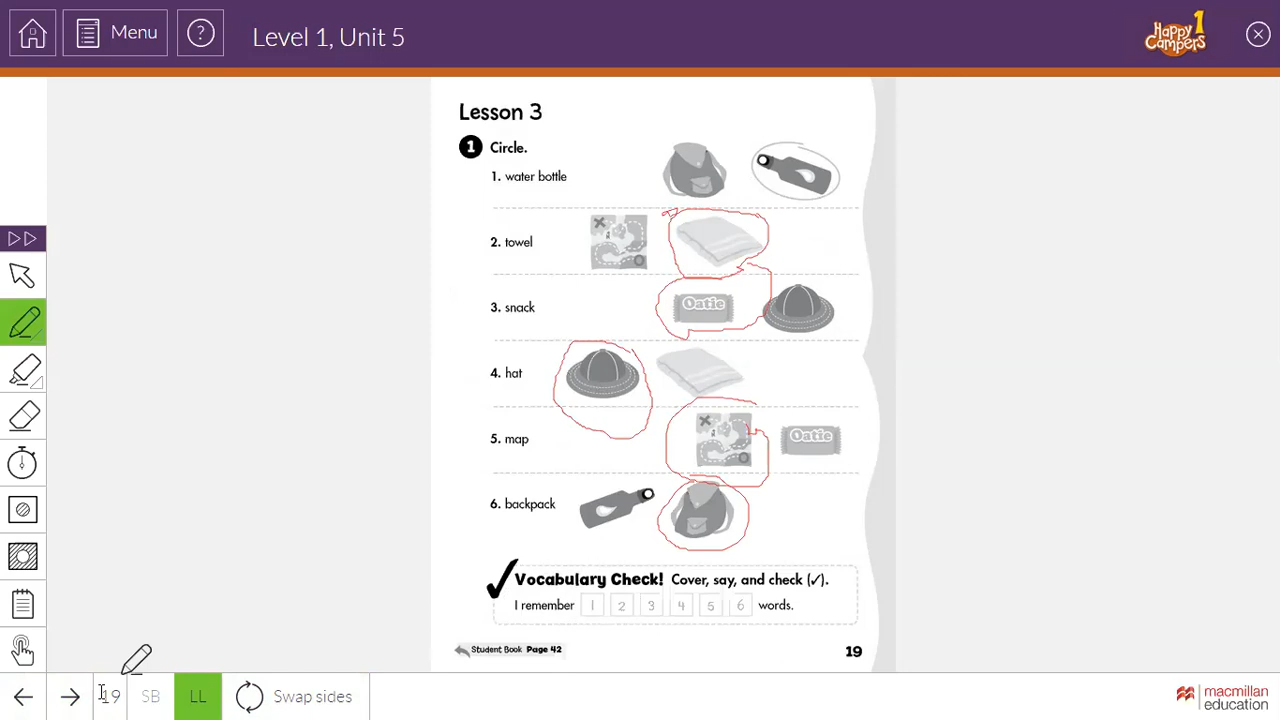 Menu
?
Level 1, Unit 5
Happy Campers 1
Lesson 3
1 Circle.
1. water bottle
2. towel
3. snack
Oatie
4. hat
5. map
Oatie
6. backpack
Vocabulary Check! Cover, say, and check (✓).
I remember 1 2 3 4 5 6 words.
Student Book Page 42
19
19
SB
LL
Swap sides
macmillan
education